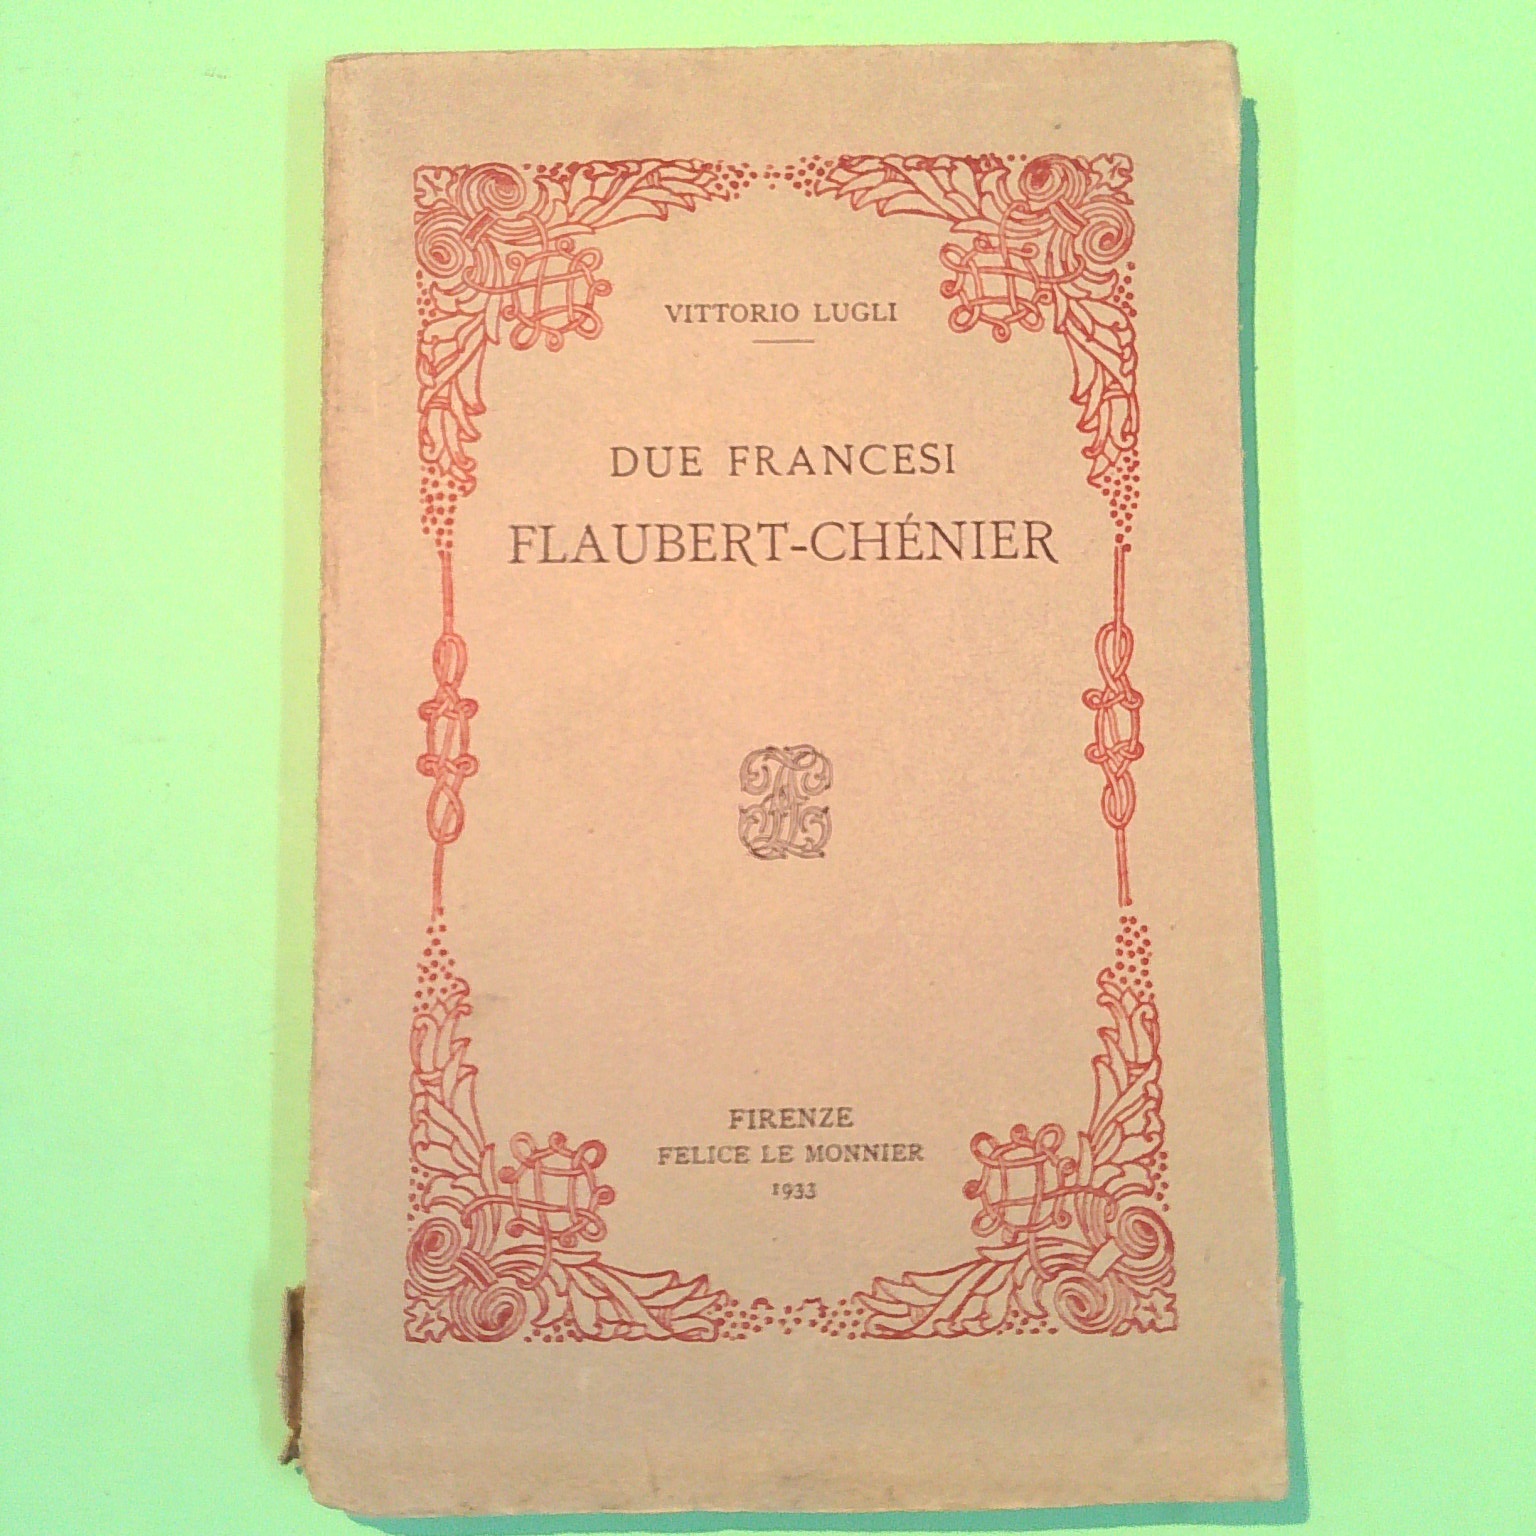 VITTORIO LUGLI
DUE FRANCESI
FLAUBERT-CHÉNIER
FIRENZE
FELICE LE MONNIER
1933